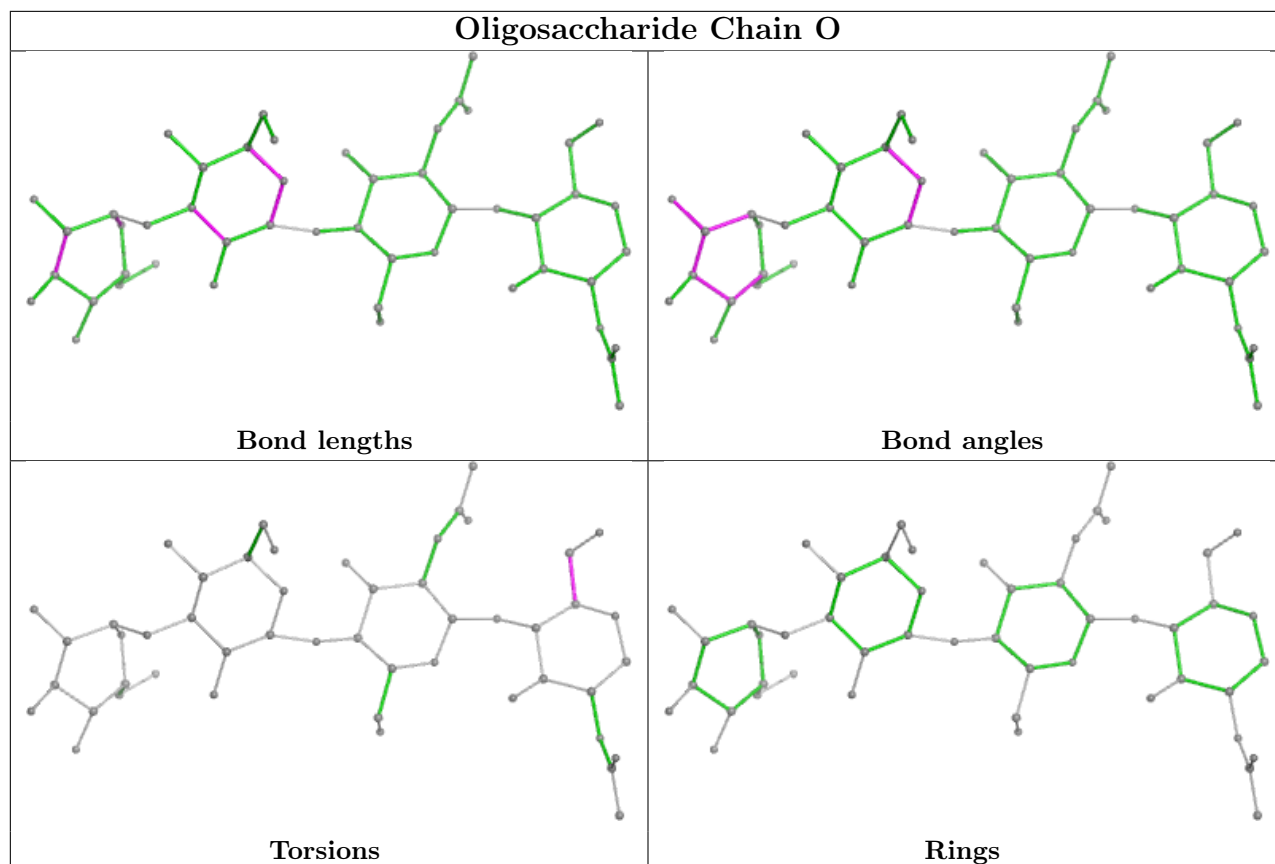 Oligosaccharide Chain O
Bond lengths
Bond angles
Torsions
Rings